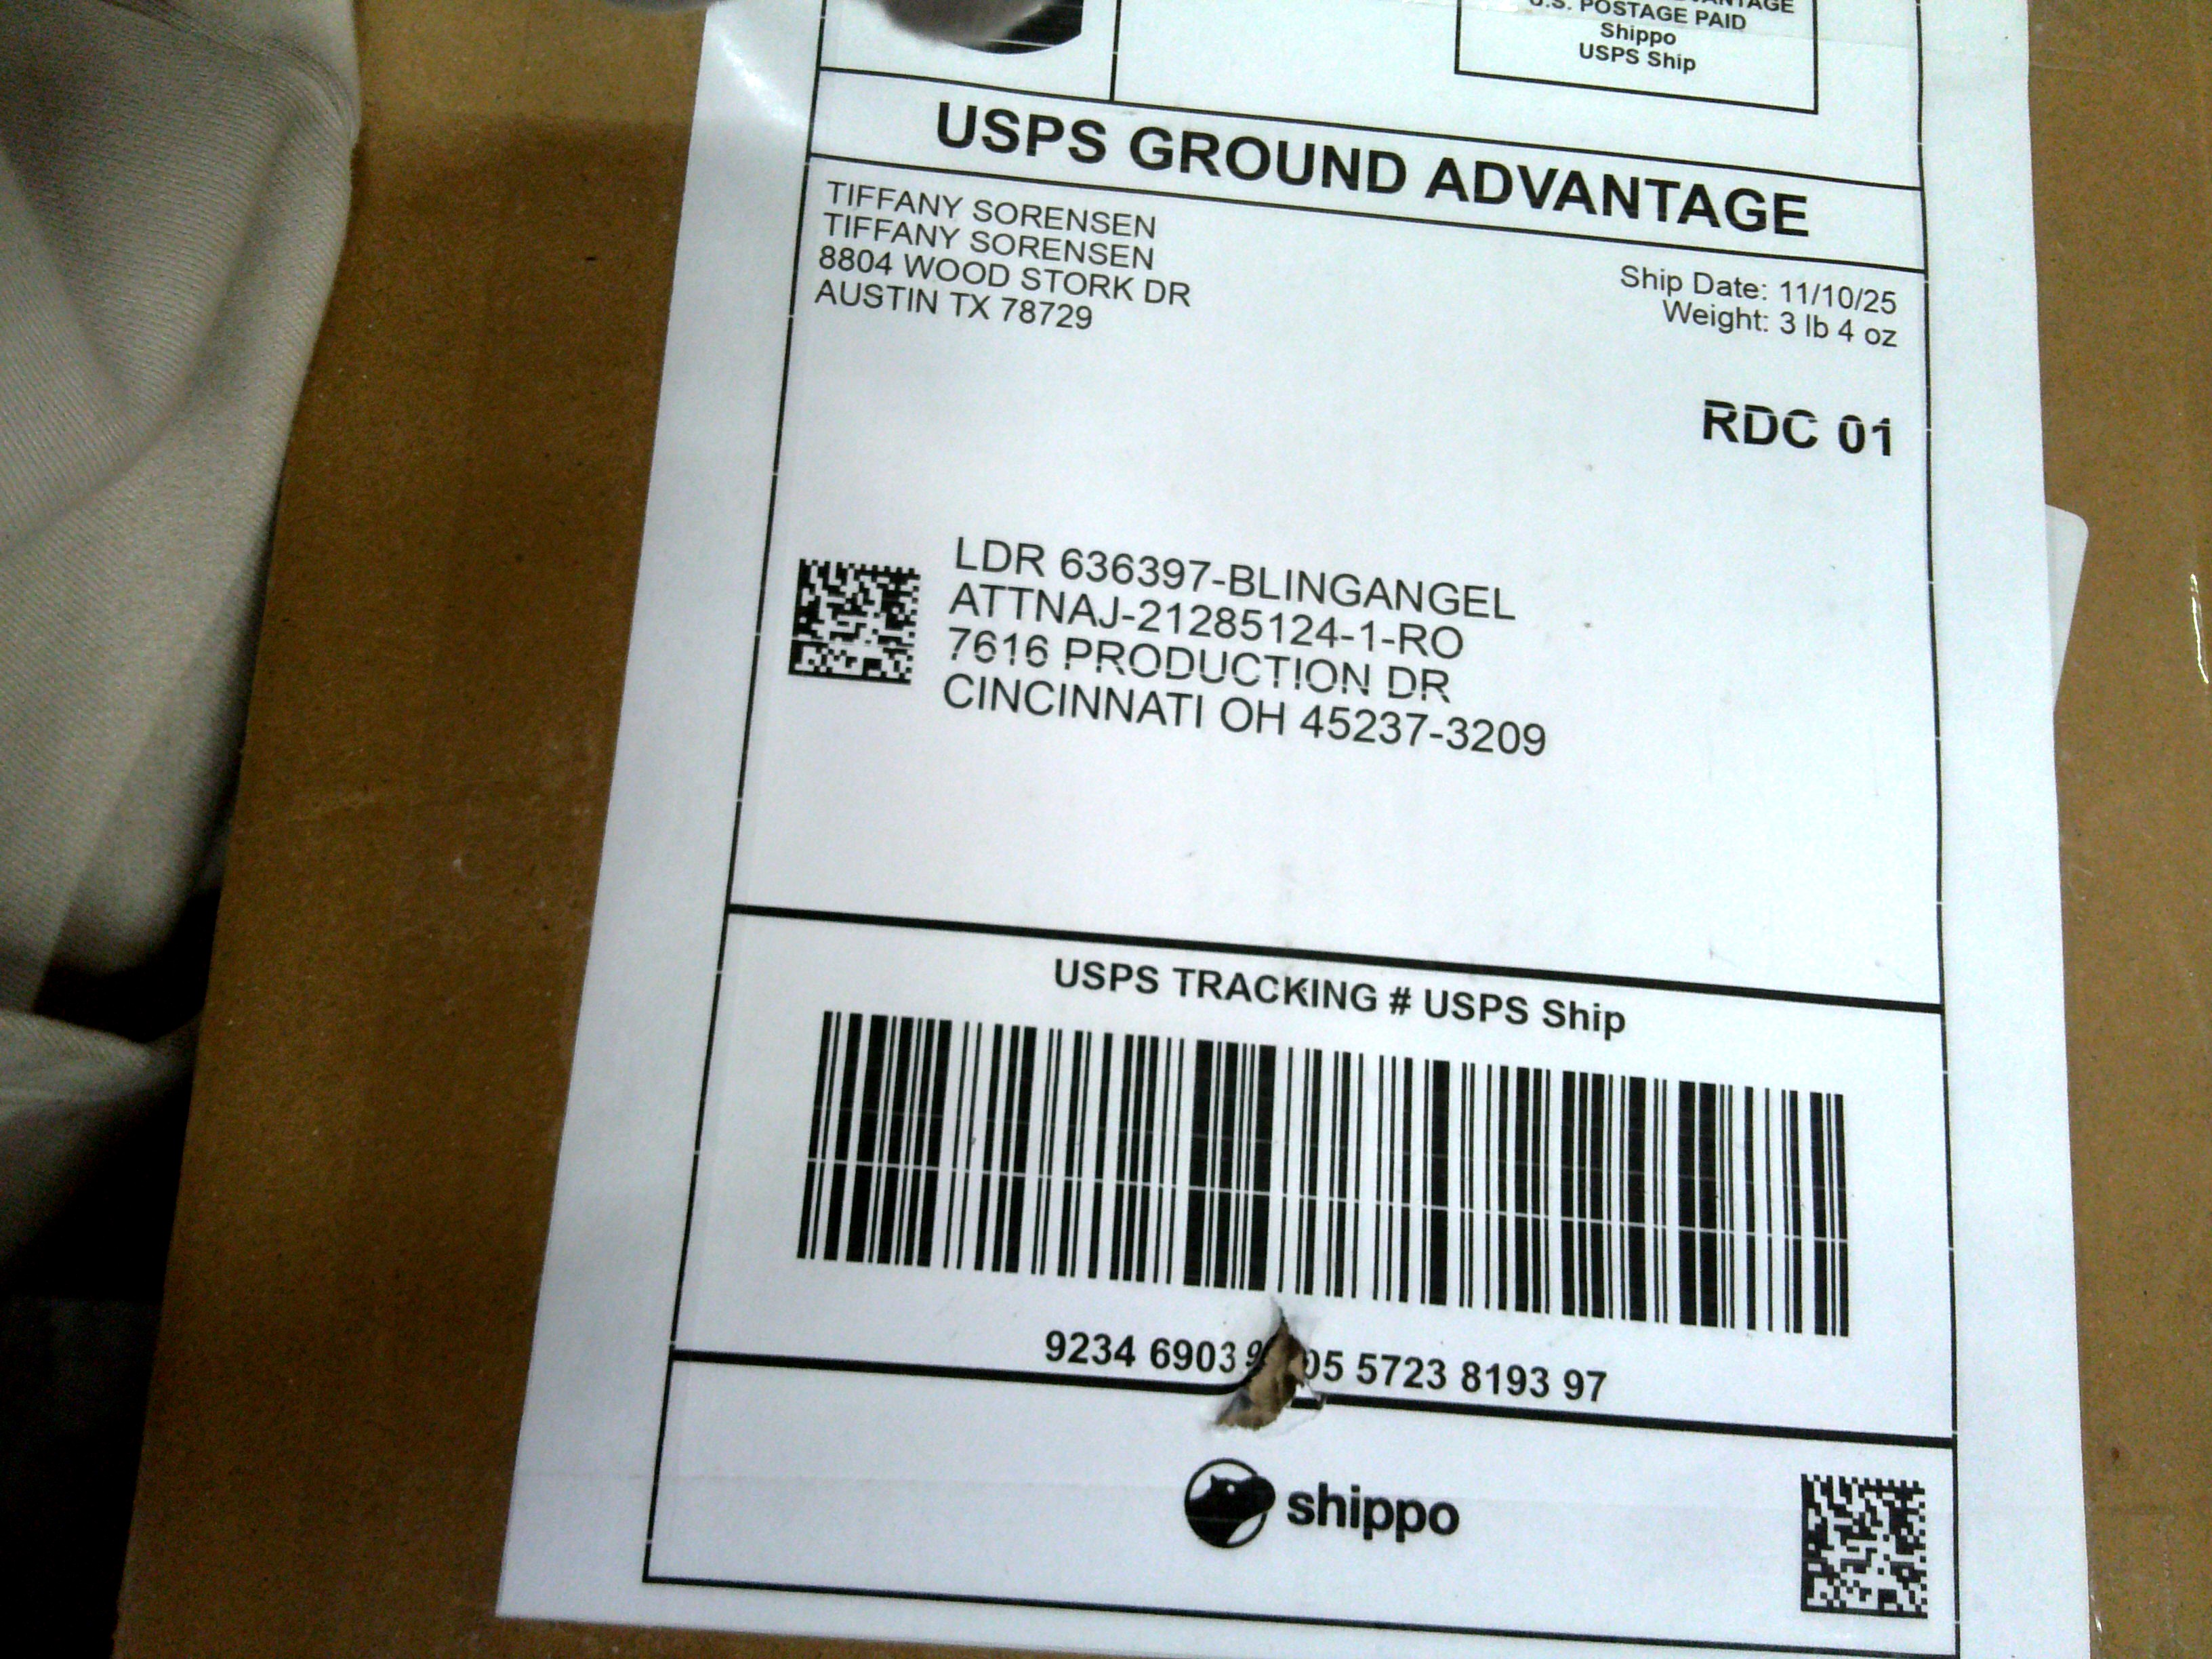 U.S. POSTAGE PAID
Shippo
USPS Ship
USPS GROUND ADVANTAGE
TIFFANY SORENSEN
TIFFANY SORENSEN
8804 WOOD STORK DR
AUSTIN TX 78729
Ship Date: 11/10/25
Weight: 3 lb 4 oz
RDC 01
LDR 636397-BLINGANGEL
ATTNAJ-21285124-1-RO
7616 PRODUCTION DR
CINCINNATI OH 45237-3209
USPS TRACKING # USPS Ship
9234 6903 05 5723 8193 97
shippo